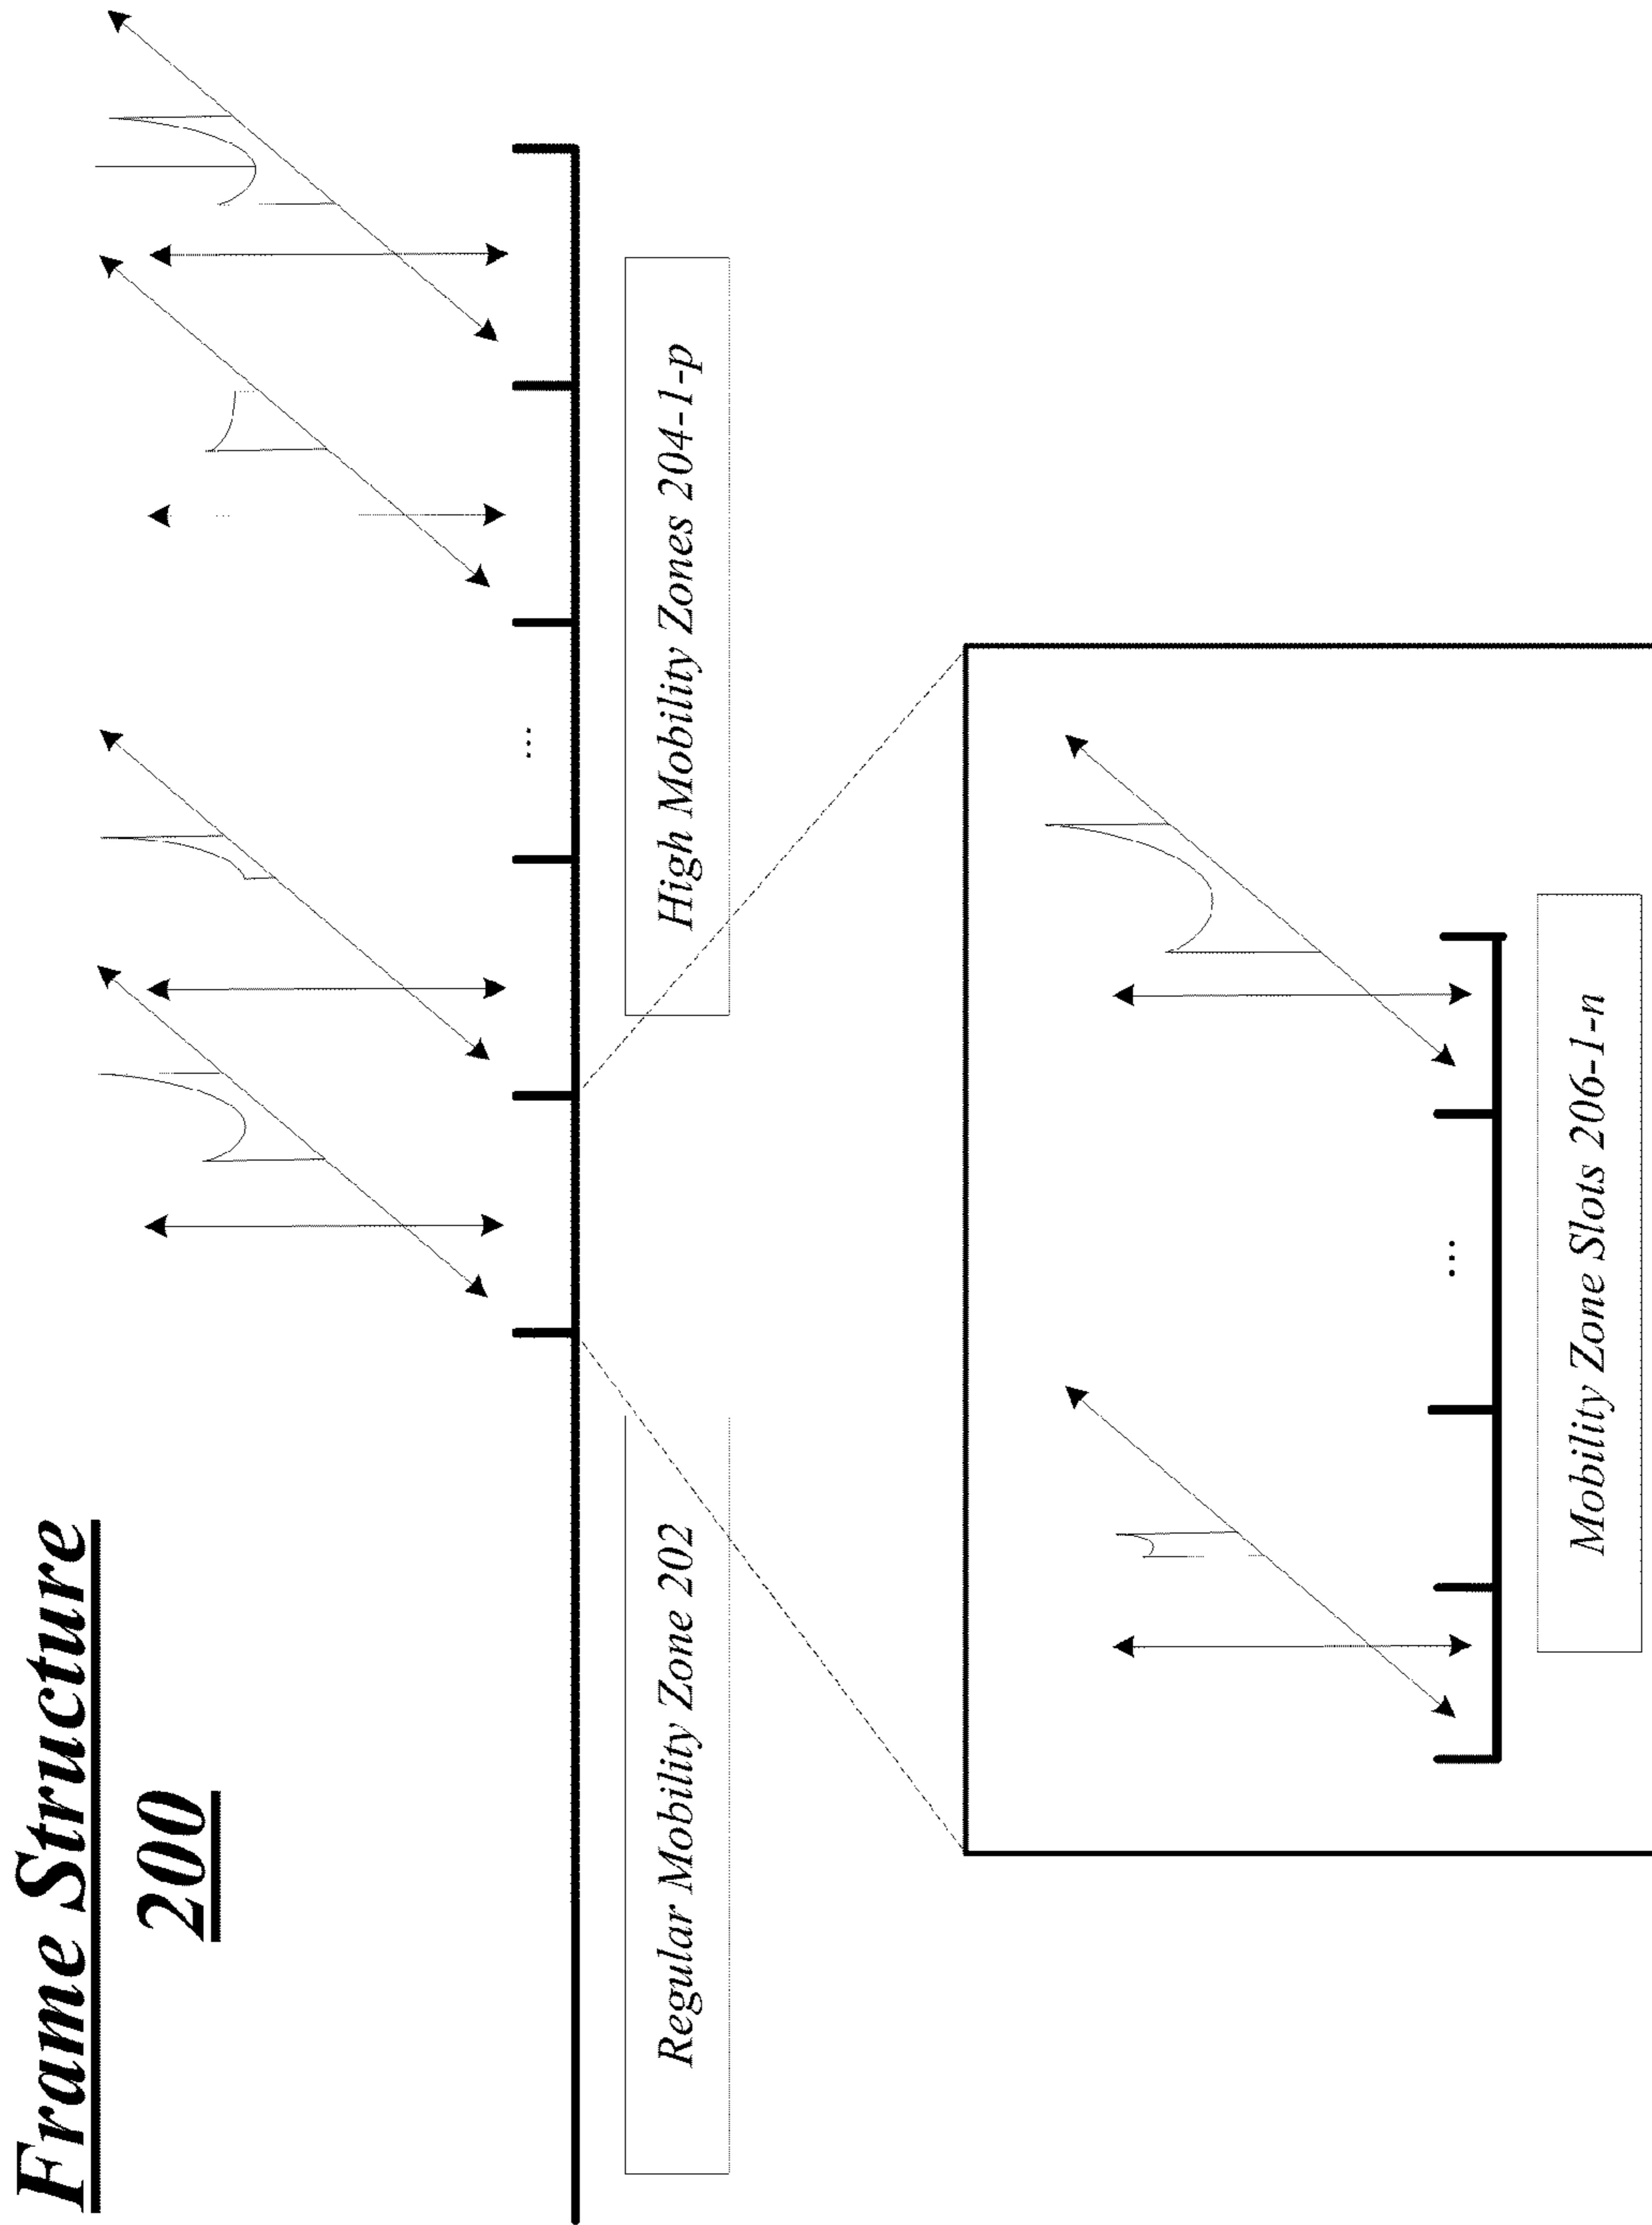 Frame Structure
200
...
Regular Mobility Zone 202
High Mobility Zones 204-1-p
...
Mobility Zone Slots 206-1-n